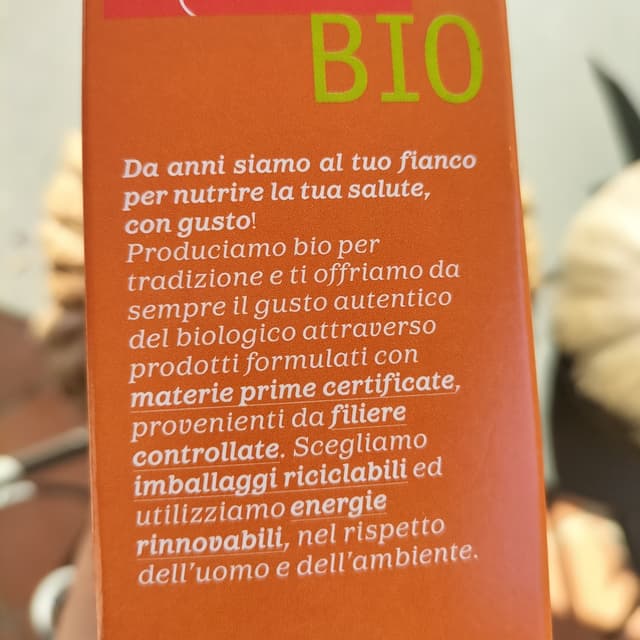 BIO
Da anni siamo al tuo fianco
per nutrire la tua salute,
con gusto!
Produciamo bio per
tradizione e ti offriamo da
sempre il gusto autentico
del biologico attraverso
prodotti formulati con
materie prime certificate,
provenienti da filiere
controllate. Scegliamo
imballaggi riciclabili ed
utilizziamo energie
rinnovabili, nel rispetto
dell'uomo e dell'ambiente.